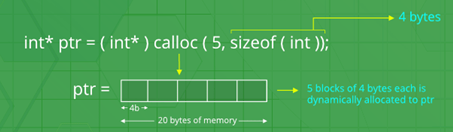 4 bytes
int* ptr = ( int* ) calloc ( 5, sizeof ( int ));
ptr =
5 blocks of 4 bytes each is
dynamically allocated to ptr
4b
20 bytes of memory